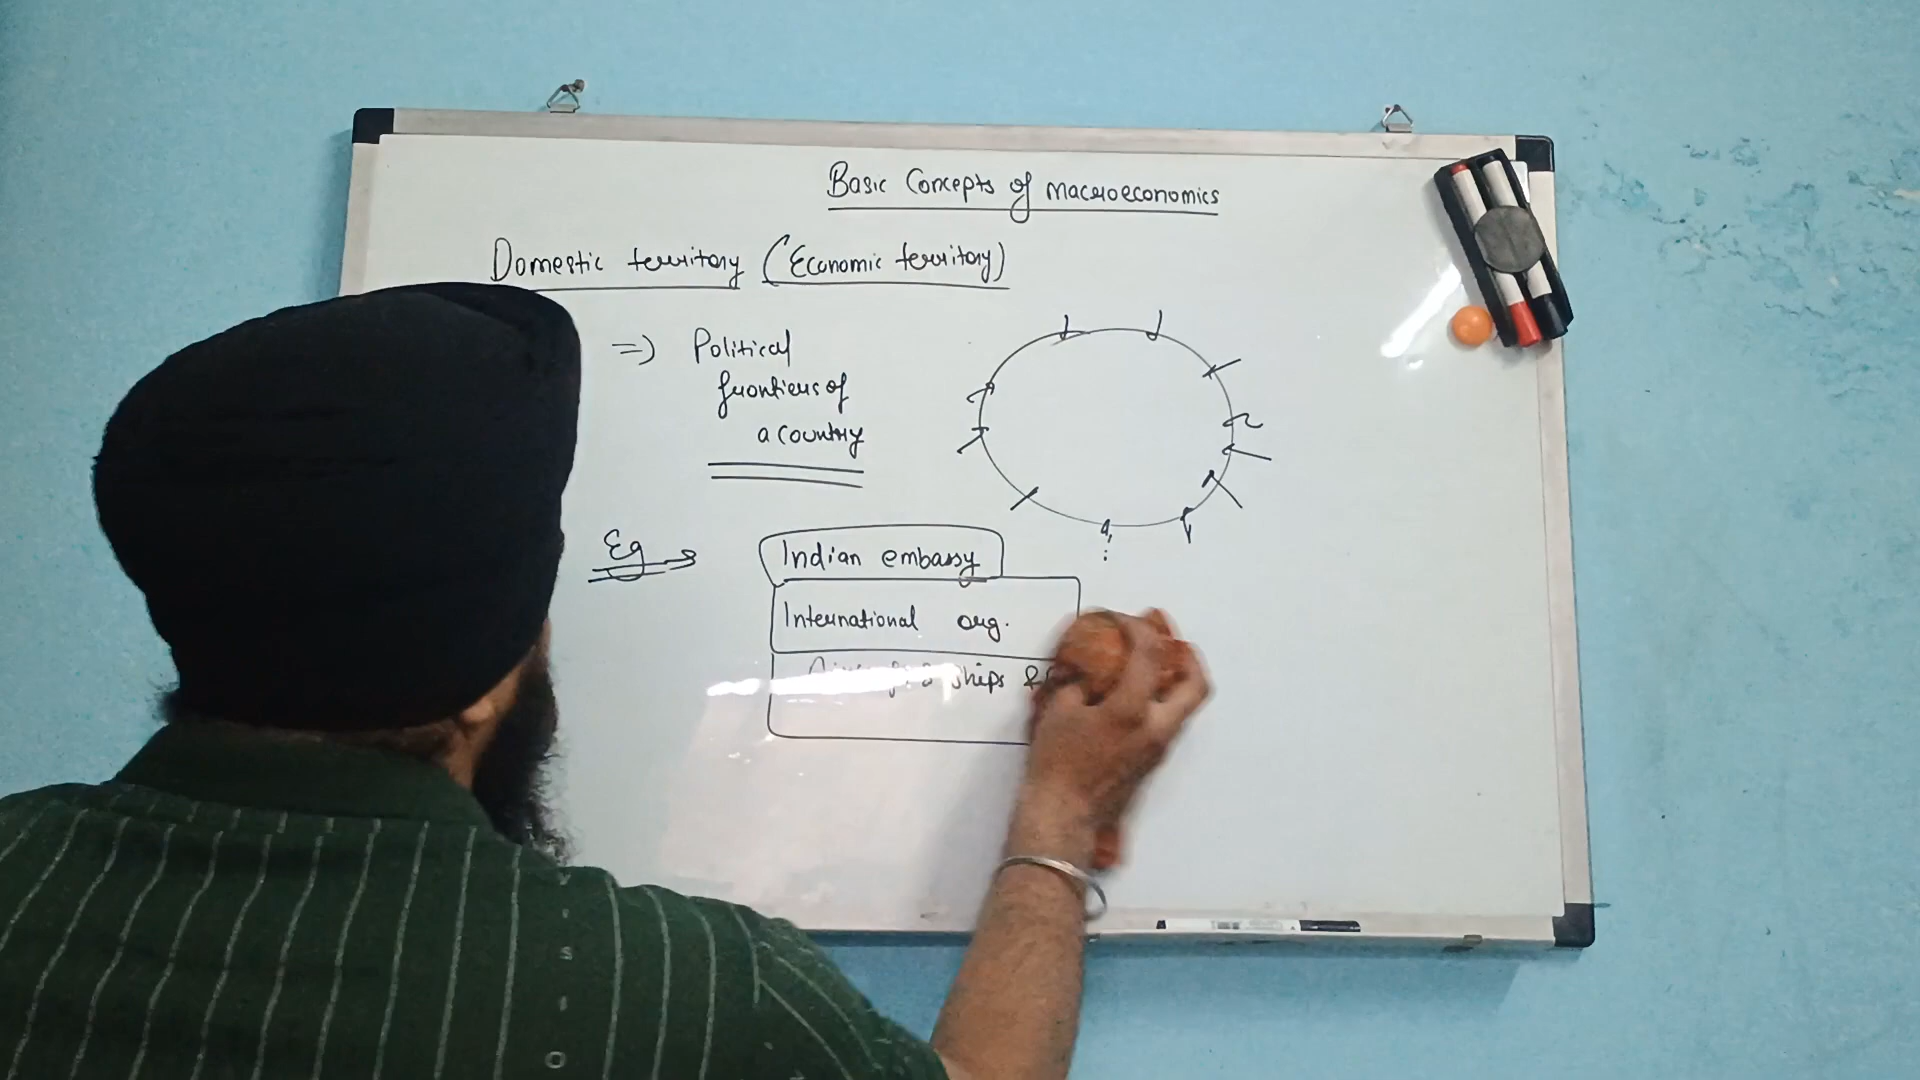 Basic Concepts of Macroeconomics
Domestic territory (Economic territory)
=) Political
frontiers of
a country
Eg
Indian embassy
International org.
ships &